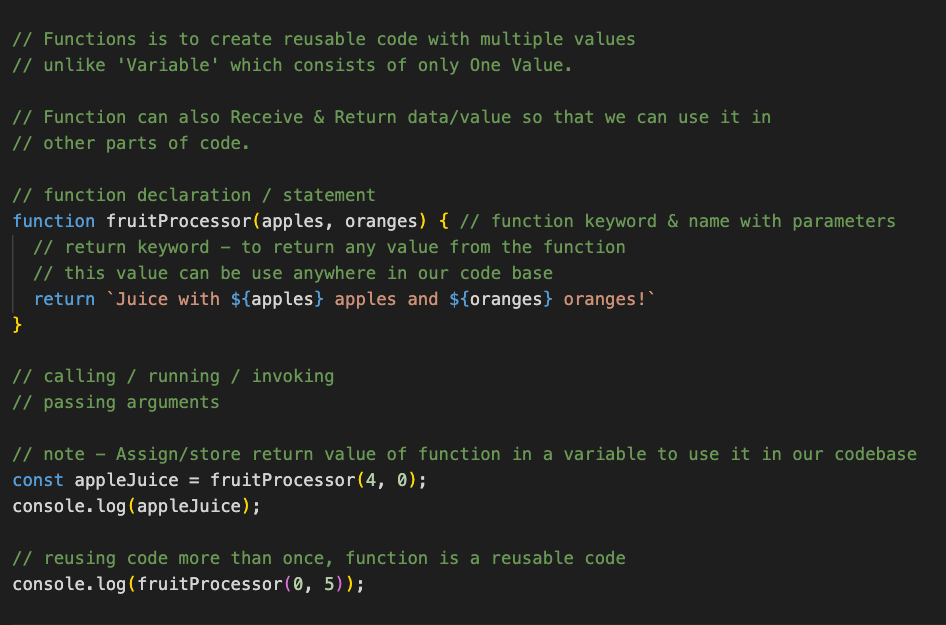 // Functions is to create reusable code with multiple values
// unlike 'Variable' which consists of only One Value.
// Function can also Receive & Return data/value so that we can use it in
// other parts of code.
// function declaration / statement
function fruitProcessor(apples, oranges) { // function keyword & name with parameters
// return keyword – to return any value from the function
// this value can be use anywhere in our code base
return `Juice with ${apples} apples and ${oranges} oranges!`
}
// calling / running / invoking
// passing arguments
// note – Assign/store return value of function in a variable to use it in our codebase
const appleJuice = fruitProcessor(4, 0);
console.log(appleJuice);
// reusing code more than once, function is a reusable code
console.log(fruitProcessor(0, 5));